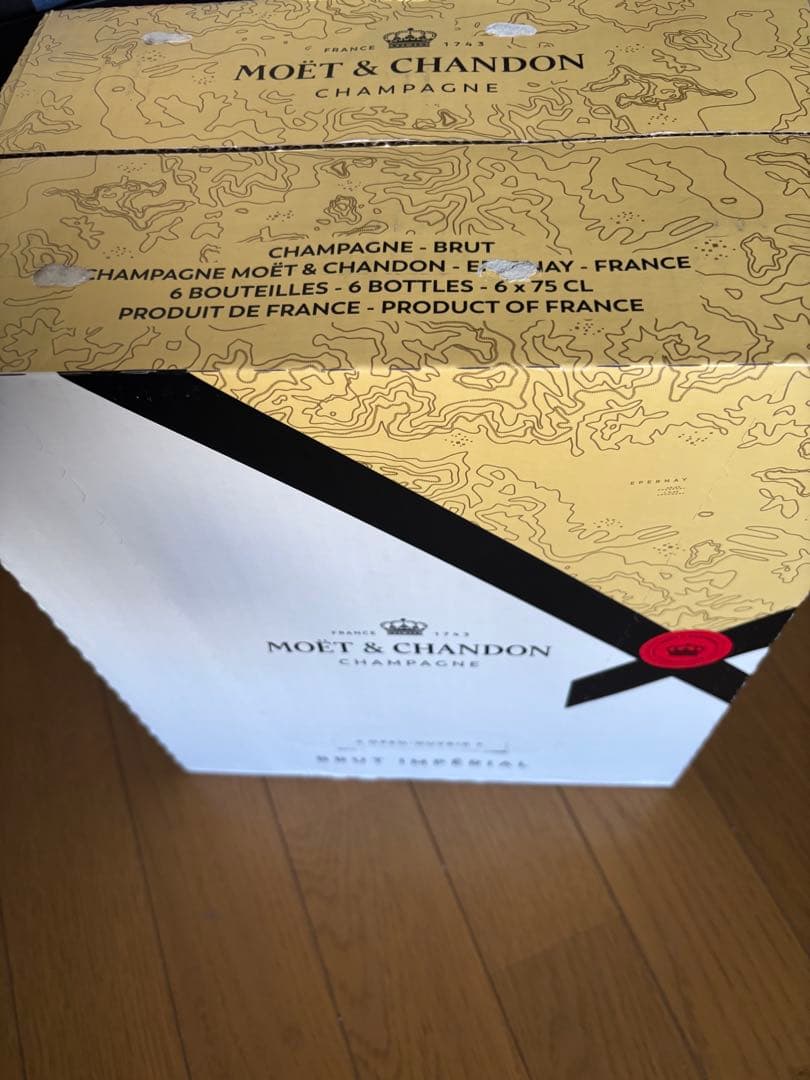 FRANCE 1743
MOËT & CHANDON
CHAMPAGNE
CHAMPAGNE - BRUT
CHAMPAGNE MOËT & CHANDON - - FRANCE
6 BOUTEILLES - 6 BOTTLES - 6 x 75 CL
PRODUIT DE FRANCE - PRODUCT OF FRANCE
EPERNAY
FRANCE 1743
MOËT & CHANDON
CHAMPAGNE
BRUT IMPÉRIAL